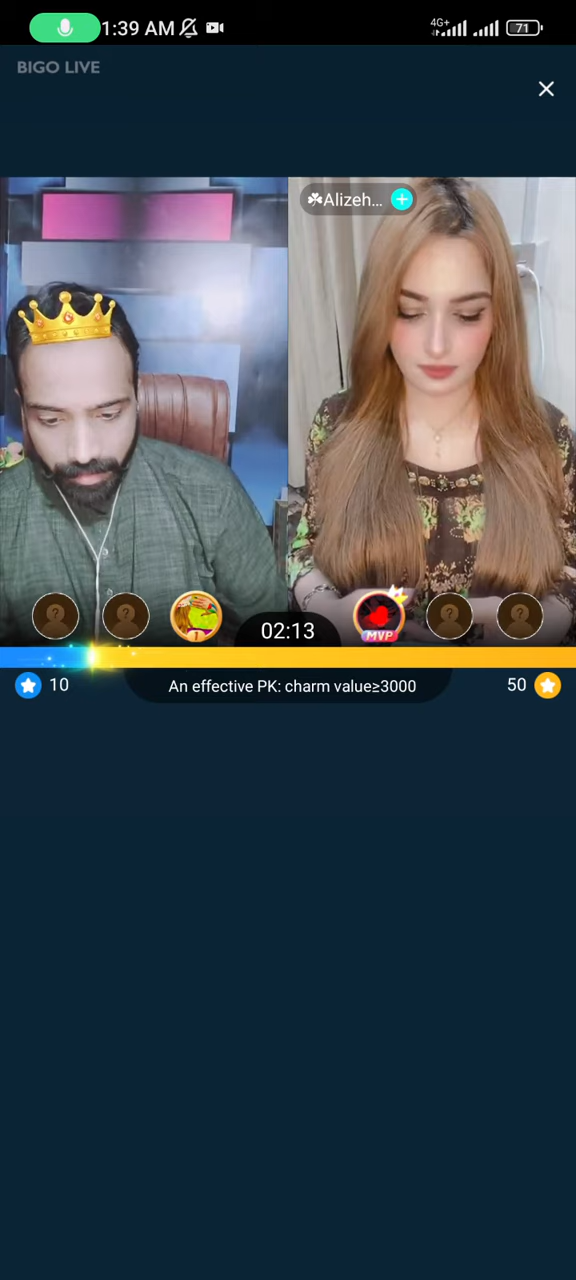 1:39 AM 4G+ 71
BIGO LIVE
☘Alizeh...
1
MVP
02:13
10 An effective PK: charm value≥3000 50